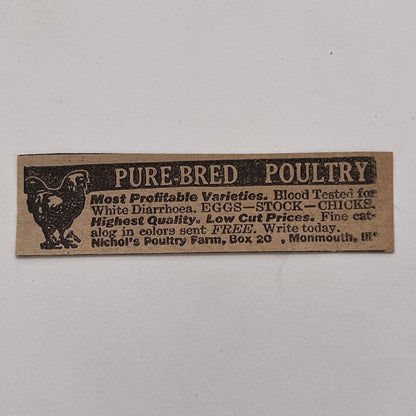 PURE-BRED POULTRY
Most Profitable Varieties. Blood Tested for
White Diarrhoea. EGGS—STOCK—CHICKS.
Highest Quality. Low Cut Prices. Fine cat-
alog in colors sent FREE. Write today.
Nichol's Poultry Farm, Box 20 , Monmouth, Ill.